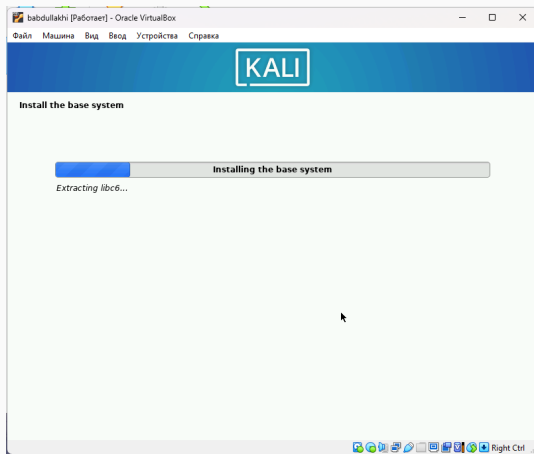 babdullakhi [Работает] - Oracle VirtualBox
Файл Машина Вид Ввод Устройства Справка
KALI
Install the base system
Installing the base system
Extracting libc6...
Right Ctrl